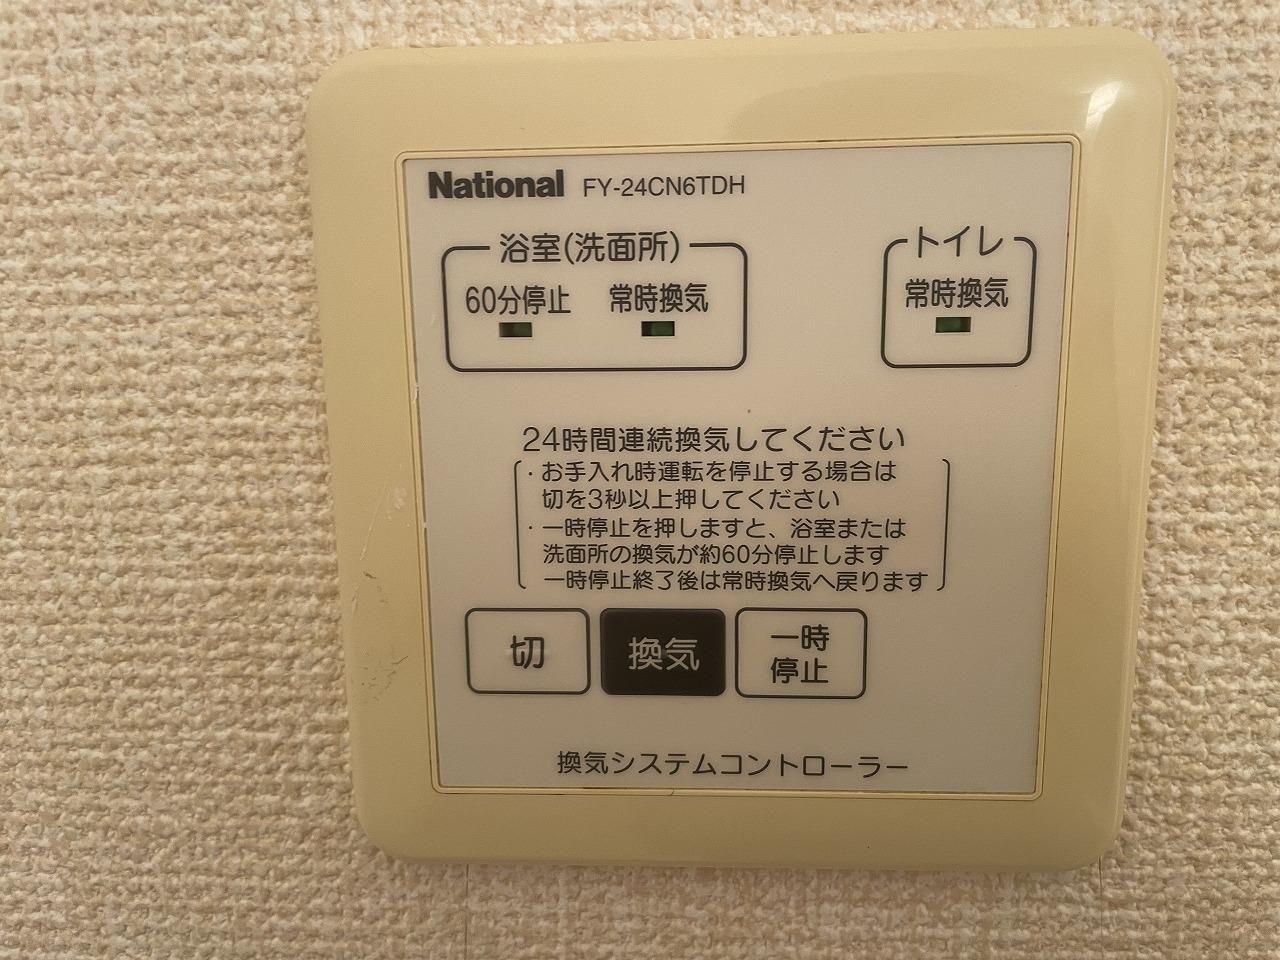 National FY-24CN6TDH
浴室(洗面所)
60分停止 常時換気
トイレ
常時換気
24時間連続換気してください
・お手入れ時運転を停止する場合は
切を3秒以上押してください
・一時停止を押しますと、浴室または
洗面所の換気が約60分停止します
一時停止終了後は常時換気へ戻ります
切
換気
一時
停止
換気システムコントローラー